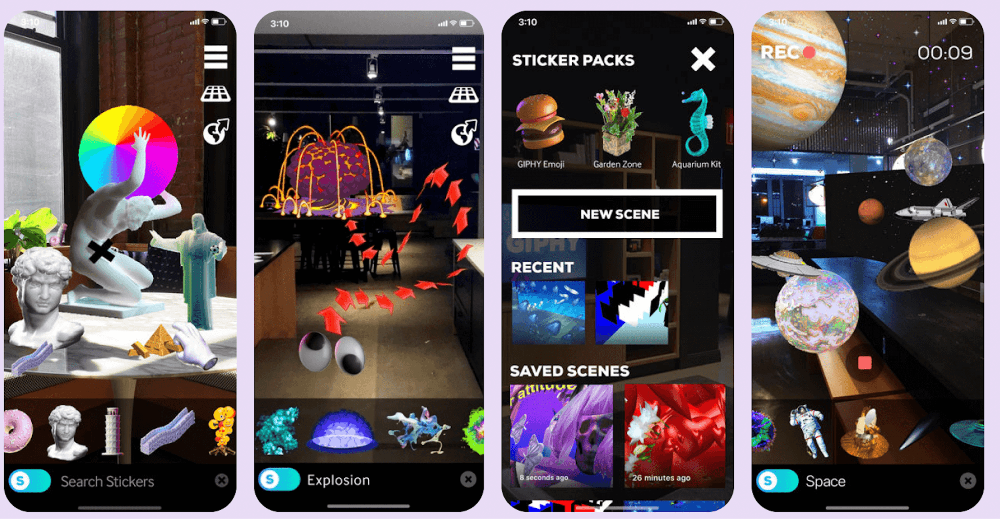 3:10
S
Search Stickers
3:10
S
Explosion
3:10
STICKER PACKS
GIPHY Emoji
Garden Zone
Aquarium Kit
NEW SCENE
GIPHY
RECENT
SAVED SCENES
attitude
8 seconds ago
26 minutes ago
3:10
REC
00:09
S
Space